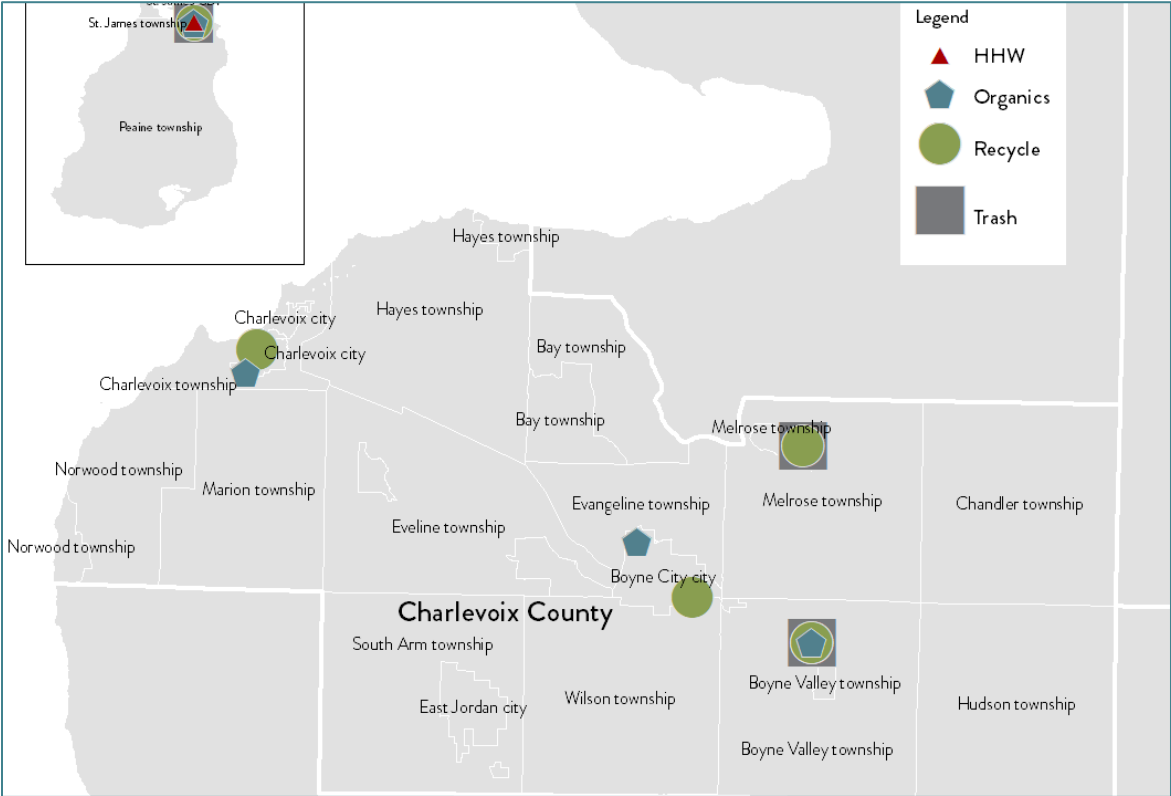 St. James township
Peaine township
Legend
HHW
Organics
Recycle
Trash
Hayes township
Hayes township
Charlevoix city
Charlevoix city
Charlevoix township
Bay township
Bay township
Melrose township
Melrose township
Norwood township
Marion township
Norwood township
Eveline township
Evangeline township
Chandler township
Boyne City city
Charlevoix County
South Arm township
East Jordan city
Wilson township
Boyne Valley township
Boyne Valley township
Hudson township